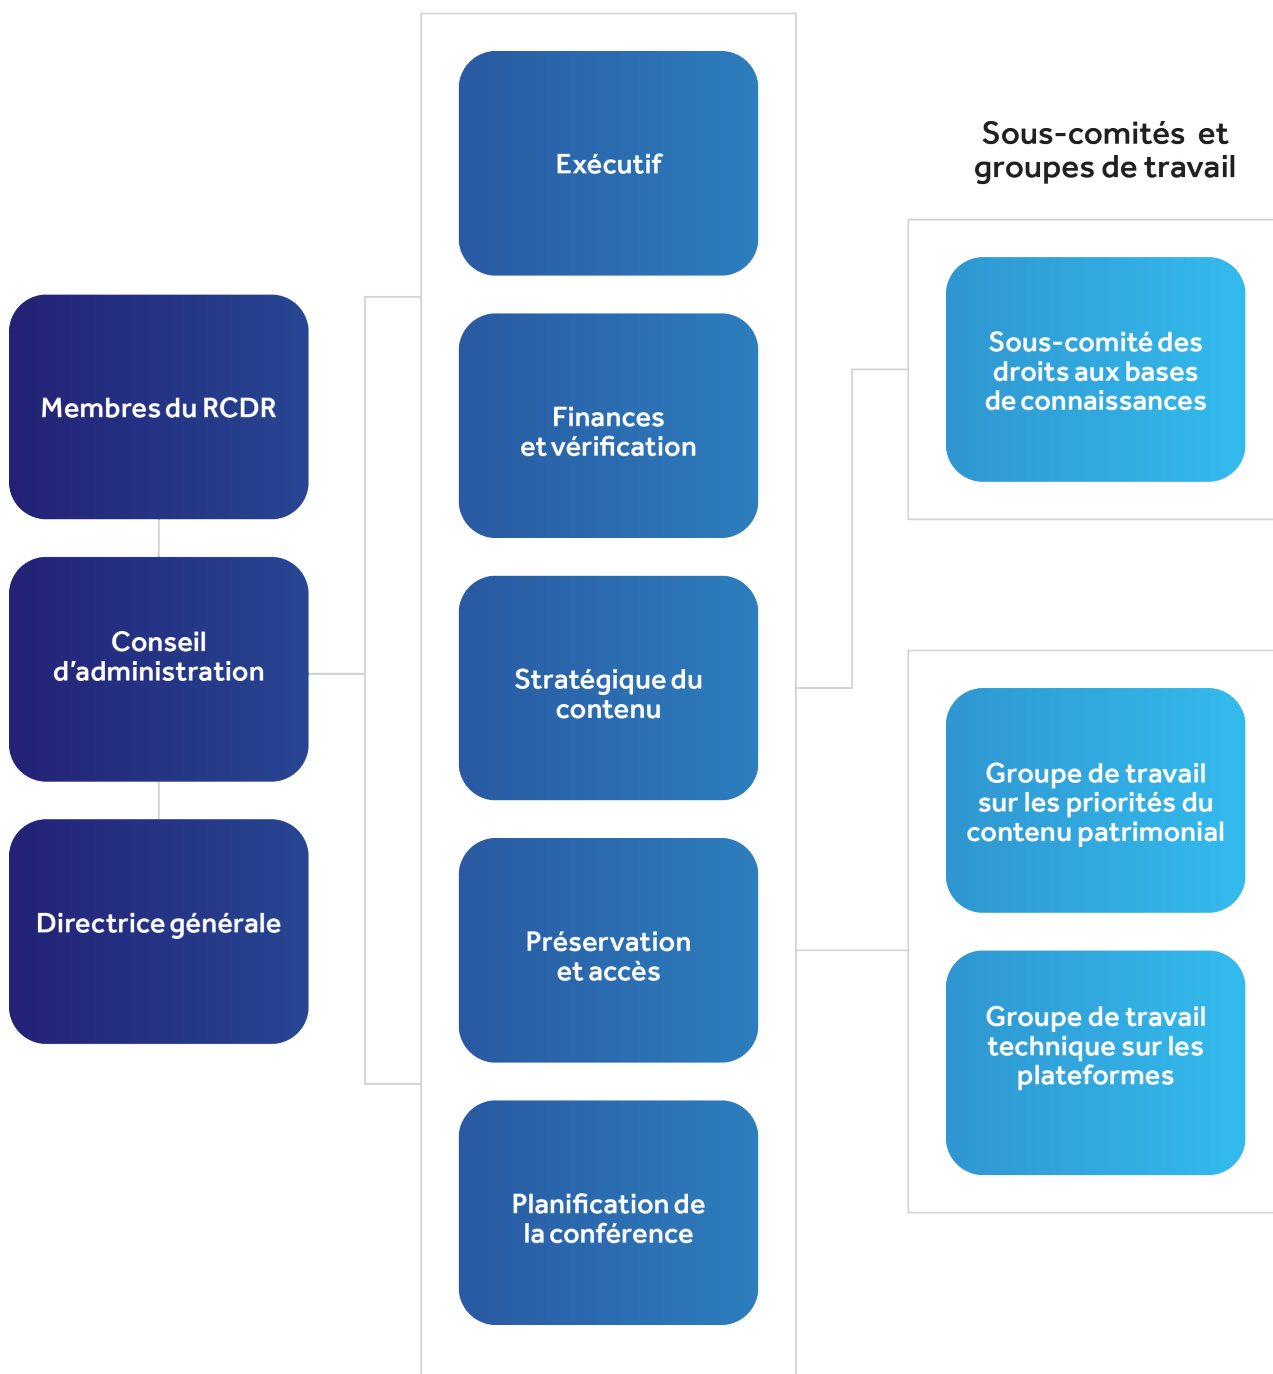 Membres du RCDR
Conseil
d'administration
Directrice générale
Exécutif
Finances
et vérification
Stratégique du
contenu
Préservation
et accès
Planification de
la conférence
Sous-comités et
groupes de travail
Sous-comité des
droits aux bases
de connaissances
Groupe de travail
sur les priorités du
contenu patrimonial
Groupe de travail
technique sur les
plateformes